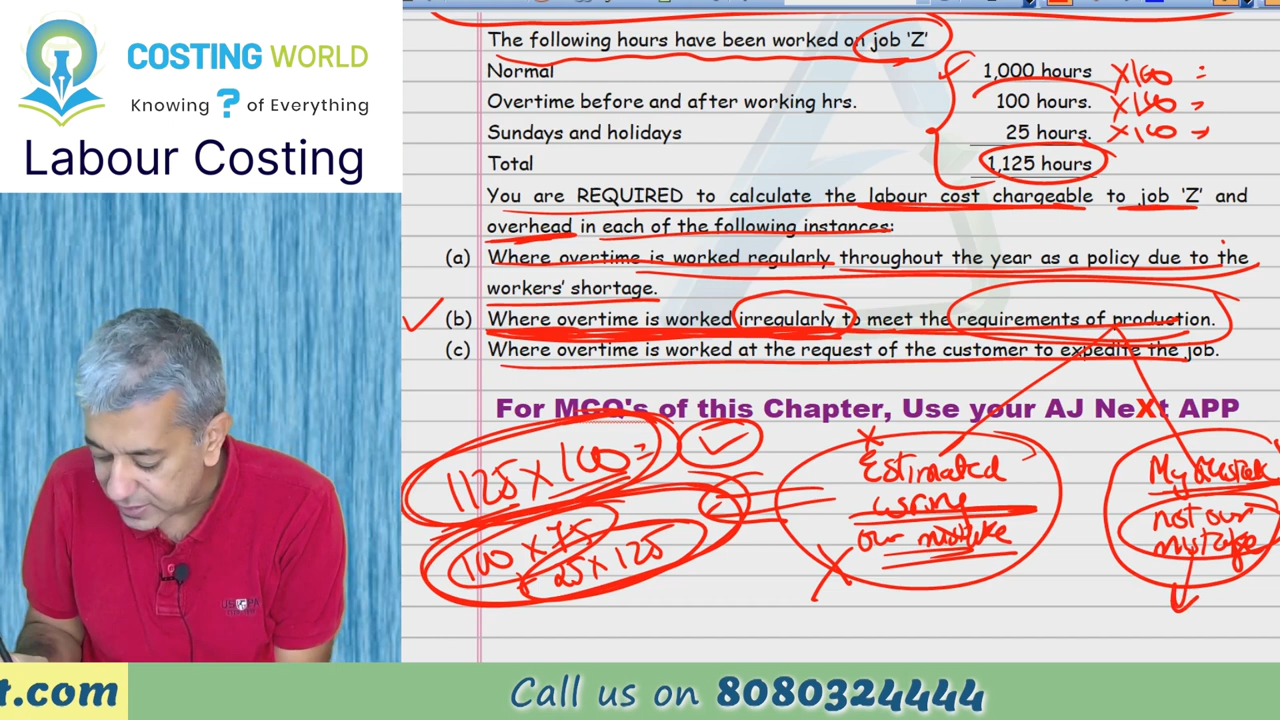 COSTING WORLD
Knowing ? of Everything
Labour Costing
The following hours have been worked on job ‘Z’
Normal 1,000 hours X100 =
Overtime before and after working hrs. 100 hours. X100 =
Sundays and holidays 25 hours. X100 →
Total 1,125 hours
You are REQUIRED to calculate the labour cost chargeable to job ‘Z’ and
overhead in each of the following instances:
(a) Where overtime is worked regularly throughout the year as a policy due to the
workers’ shortage.
(b) Where overtime is worked irregularly to meet the requirements of production.
(c) Where overtime is worked at the request of the customer to expedite the job.
For MCQ's of this Chapter, Use your AJ NeXt APP
1125 X 100 =
100 X 75
25 X 125
Estimated
our mistake
My
not our
mistake
t.com
Call us on 8080324444